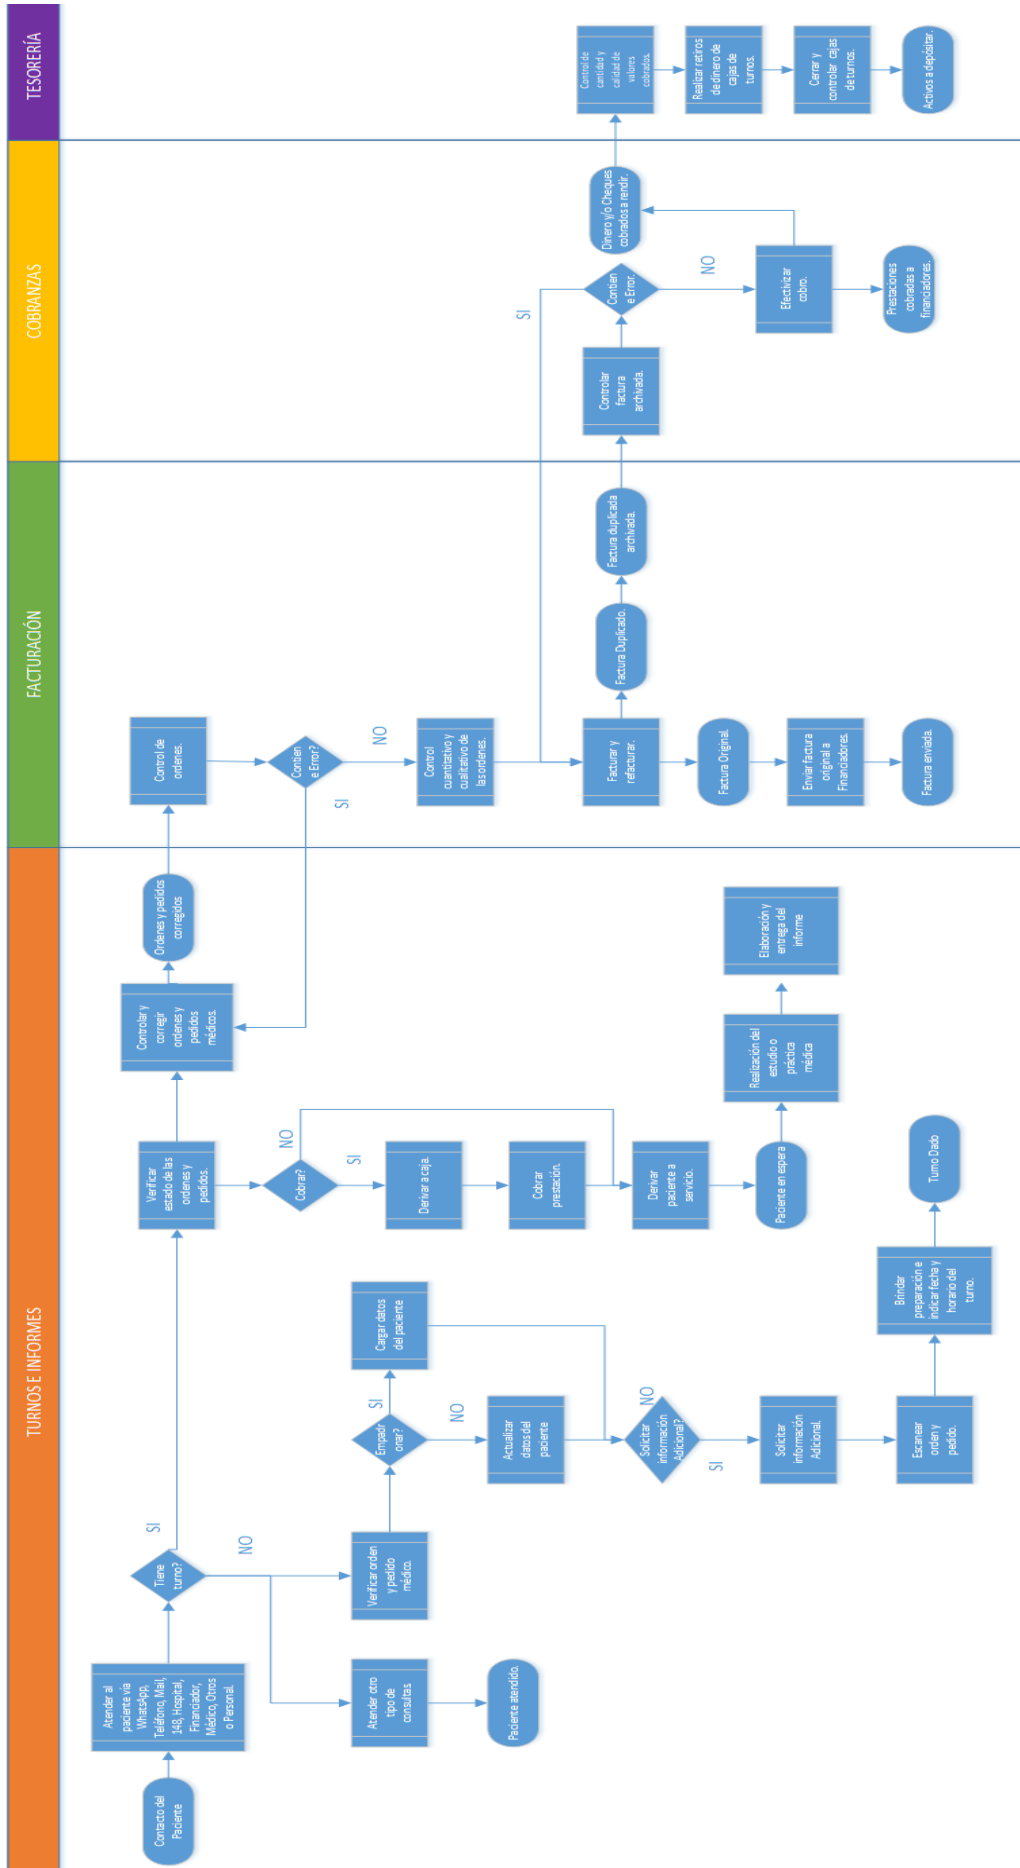 TURNOS E INFORMES
FACTURACIÓN
COBRANZAS
TESORERÍA
Contacto del
Paciente
Atender al
paciente vía
WhatsApp,
Teléfono, Mail,
148, Hospital,
Financiador,
Médico, Otros
o Personal.
Tiene
turno?
SI
NO
Atender otro
tipo de
consultas.
Paciente atendido.
Verificar orden
y pedido
médico.
Empadr
onar?
SI
NO
Cargar datos
del paciente
Actualizar
datos del
paciente
Solicitar
información
Adicional?
NO
SI
Solicitar
información
Adicional.
Escanear
orden y
pedido.
Brindar
preparación e
indicar fecha y
horario del
turno.
Turno Dado
Verificar
estado de las
ordenes y
pedidos.
Cobrar?
NO
SI
Derivar a caja.
Cobrar
prestación.
Derivar
paciente a
servicio.
Paciente en espera
Realización del
estudio o
práctica
médica
Elaboración y
entrega del
informe
Controlar y
corregir
ordenes y
pedidos
médicos.
Ordenes y pedidos
corregidos
Control de
ordenes.
Contien
e Error?
SI
NO
Control
cuantitativo y
cualitativo de
las ordenes.
Facturar y
refacturar.
Factura Original.
Enviar factura
original a
Financiadores.
Factura enviada.
Factura Duplicado.
Factura duplicada
archivada.
Controlar
factura
archivada.
Contien
e Error.
SI
NO
Efectivizar
cobro.
Prestaciones
cobradas a
financiadores.
Dinero y/o Cheques
cobrados a rendir.
Control de
cantidad y
calidad de
valores
cobrados.
Realizar retiros
de dinero de
cajas de
turnos.
Cerrar y
controlar cajas
de turnos.
Activos a depósitar.